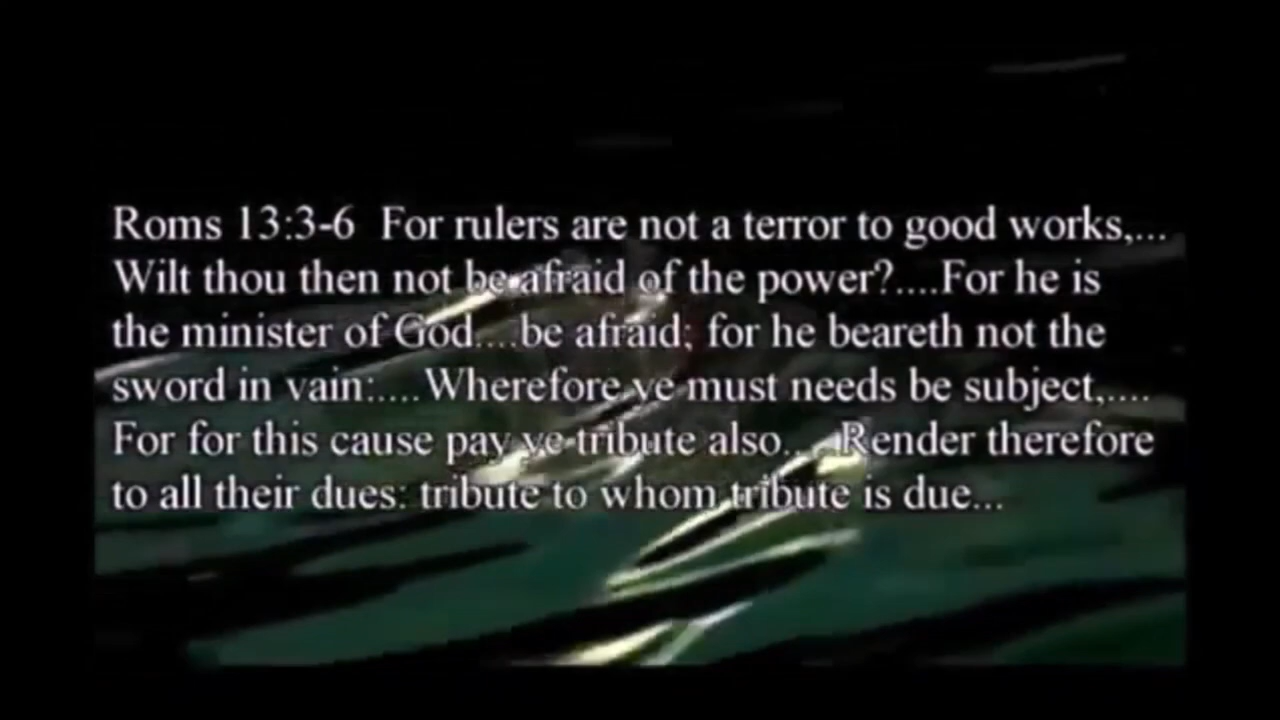 Roms 13:3-6  For rulers are not a terror to good works,...
Wilt thou then not be afraid of the power?....For he is
the minister of God....be afraid; for he beareth not the
sword in vain:.... Wherefore ye must needs be subject,....
For for this cause pay ye tribute also.....Render therefore
to all their dues: tribute to whom tribute is due...